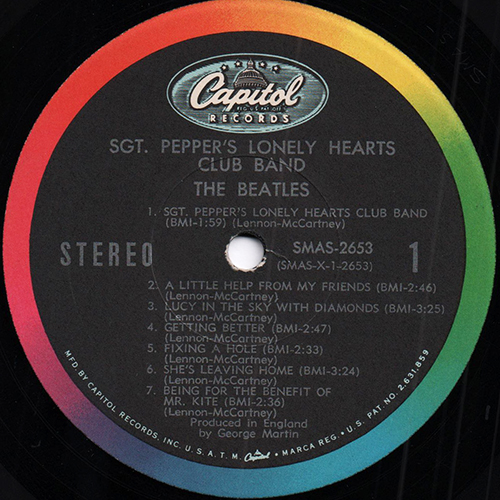 Capitol
REG. U.S. PAT. OFF.
RECORDS
SGT. PEPPER'S LONELY HEARTS
CLUB BAND
THE BEATLES
1. SGT. PEPPER'S LONELY HEARTS CLUB BAND
(BMI-1:59) (Lennon-McCartney)
STEREO
SMAS-2653
(SMAS-X-1-2653)
1
2. A LITTLE HELP FROM MY FRIENDS (BMI-2:46)
(Lennon-McCartney)
3. LUCY IN THE SKY WITH DIAMONDS (BMI-3:25)
(Lennon-McCartney)
4. GETTING BETTER (BMI-2:47)
(Lennon-McCartney)
5. FIXING A HOLE (BMI-2:33)
(Lennon-McCartney)
6. SHE'S LEAVING HOME (BMI-3:24)
(Lennon-McCartney)
7. BEING FOR THE BENEFIT OF
MR. KITE (BMI-2:36)
(Lennon-McCartney)
Produced in England
by George Martin
MFD. BY CAPITOL RECORDS, INC. U.S.A. T.M. Capitol • MARCA REG. • U.S. PAT. NO. 2,631,859